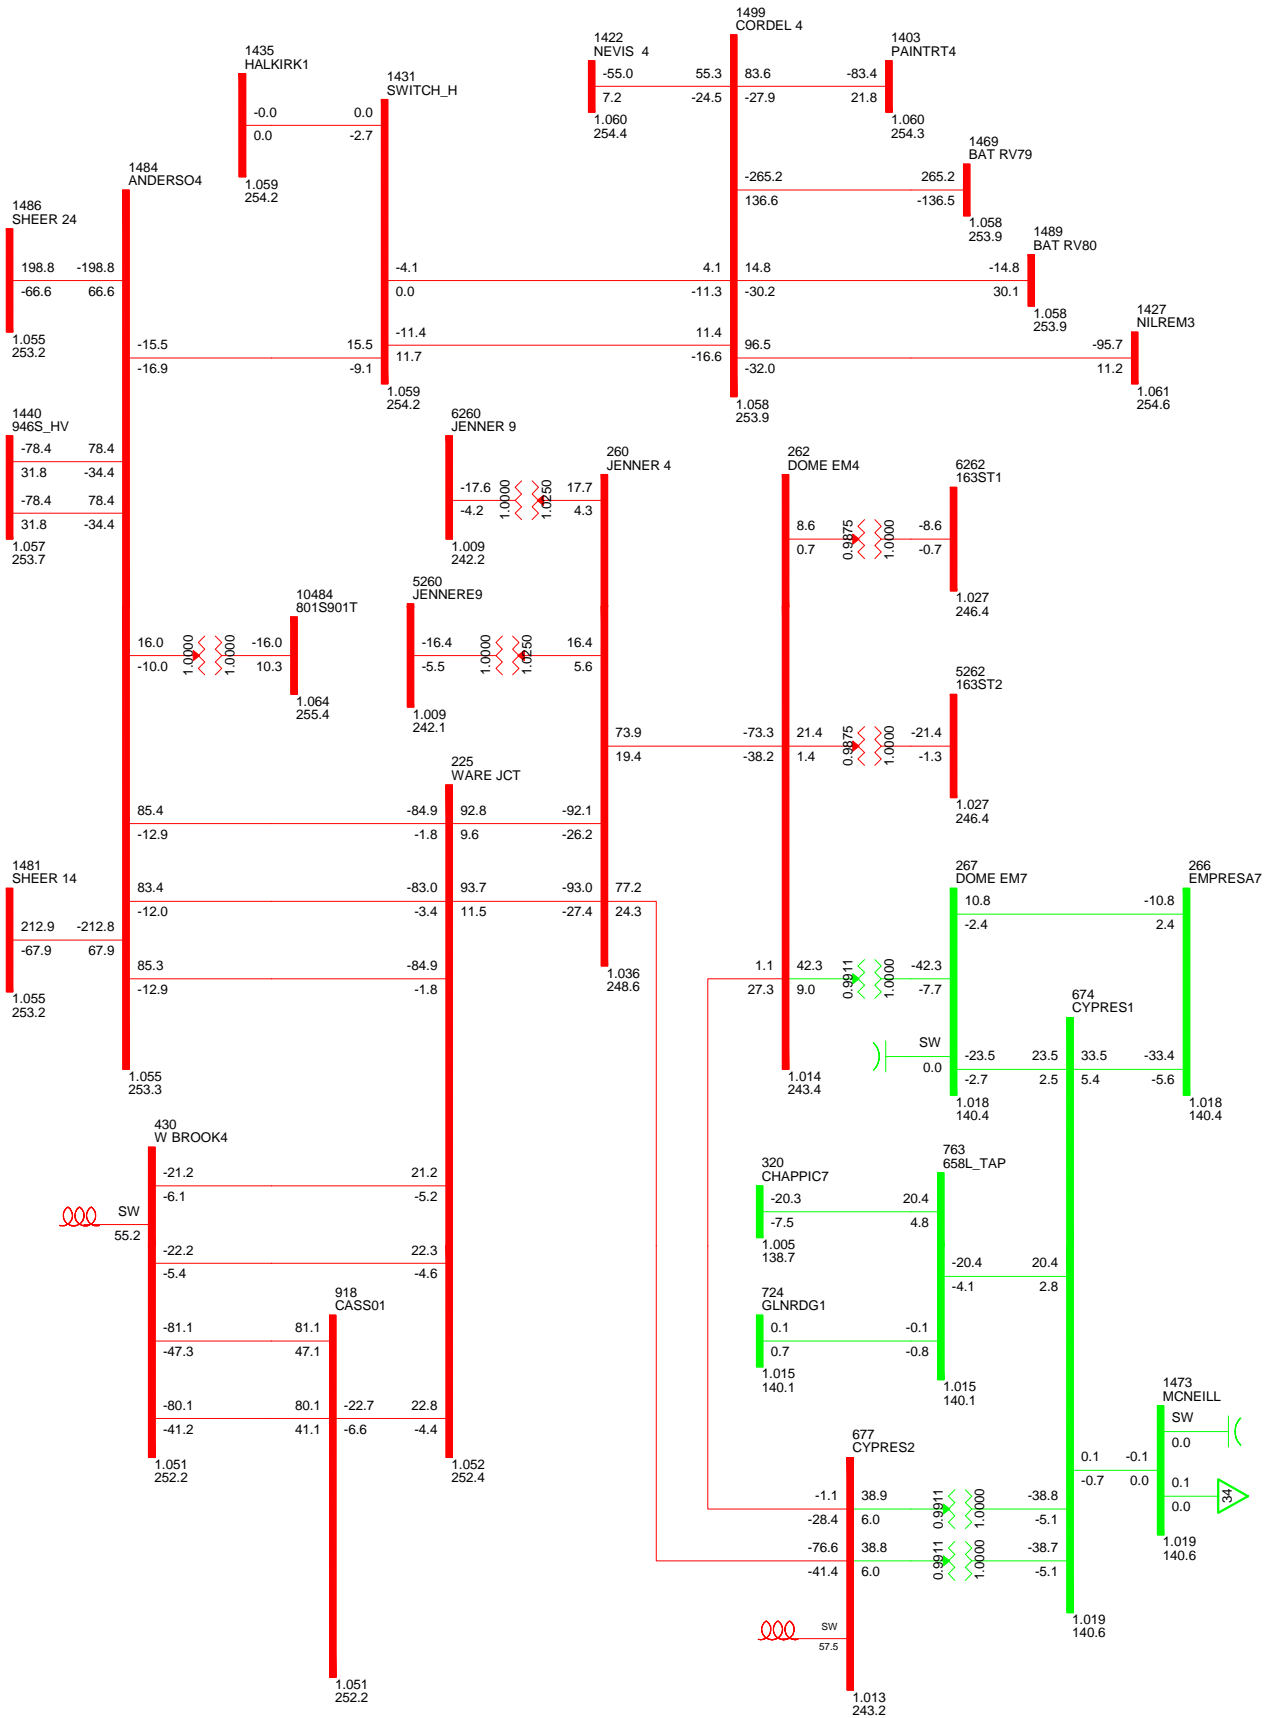 1499
CORDEL 4
1422
NEVIS 4
-55.0 55.3 83.6 -83.4
7.2 -24.5 -27.9 21.8
1.060
254.4
1403
PAINTRT4
1.060
254.3
1435
HALKIRK1
-0.0 0.0
0.0 -2.7
1.059
254.2
1431
SWITCH_H
1469
BAT RV79
-265.2 265.2
136.6 -136.5
1.058
253.9
1484
ANDERSO4
1486
SHEER 24
198.8 -198.8
-66.6 66.6
1.055
253.2
1489
BAT RV80
-4.1 4.1 14.8 -14.8
0.0 -11.3 -30.2 30.1
1.058
253.9
1427
NILREM3
-11.4 11.4 96.5 -95.7
11.7 -16.6 -32.0 11.2
1.061
254.6
-15.5 15.5
-16.9 -9.1
1.059
254.2
1.058
253.9
1440
946S_HV
-78.4 78.4
31.8 -34.4
-78.4 78.4
31.8 -34.4
1.057
253.7
6260
JENNER 9
-17.6 1.0000 1.0250 17.7
-4.2 4.3
1.009
242.2
260
JENNER 4
262
DOME EM4
6262
163ST1
8.6 0.9875 1.0000 -8.6
0.7 -0.7
1.027
246.4
10484
801S901T
16.0 1.0000 1.0000 -16.0
-10.0 10.3
1.064
255.4
5260
JENNERE9
-16.4 1.0000 1.0250 16.4
-5.5 5.6
1.009
242.1
5262
163ST2
73.9 -73.3 21.4 0.9875 1.0000 -21.4
19.4 -38.2 1.4 -1.3
1.027
246.4
225
WARE JCT
85.4 -84.9 92.8 -92.1
-12.9 -1.8 9.6 -26.2
1481
SHEER 14
212.9 -212.8
-67.9 67.9
1.055
253.2
83.4 -83.0 93.7 -93.0 77.2
-12.0 -3.4 11.5 -27.4 24.3
85.3 -84.9
-12.9 -1.8
1.036
248.6
267
DOME EM7
266
EMPRESA7
10.8 -10.8
-2.4 2.4
1.1 42.3 0.9911 1.0000 -42.3
27.3 9.0 -7.7
674
CYPRES1
SW
0.0
-23.5 23.5 33.5 -33.4
-2.7 2.5 5.4 -5.6
1.055
253.3
1.014
243.4
1.018
140.4
1.018
140.4
430
W BROOK4
-21.2 21.2
-6.1 -5.2
SW
55.2
-22.2 22.3
-5.4 -4.6
320
CHAPPIC7
763
658L_TAP
-20.3 20.4
-7.5 4.8
1.005
138.7
-20.4 20.4
-4.1 2.8
724
GLNRDG1
0.1 -0.1
0.7 -0.8
1.015
140.1
1.015
140.1
918
CASS01
-81.1 81.1
-47.3 47.1
-80.1 80.1 -22.7 22.8
-41.2 41.1 -6.6 -4.4
1.051
252.2
1.052
252.4
1473
MCNEILL
SW
0.0
0.1 -0.1
-0.7 0.0
0.1
0.0
34
1.019
140.6
677
CYPRES2
-1.1 38.9 0.9911 1.0000 -38.8
-28.4 6.0 -5.1
-76.6 38.8 0.9911 1.0000 -38.7
-41.4 6.0 -5.1
SW
57.5
1.019
140.6
1.051
252.2
1.013
243.2